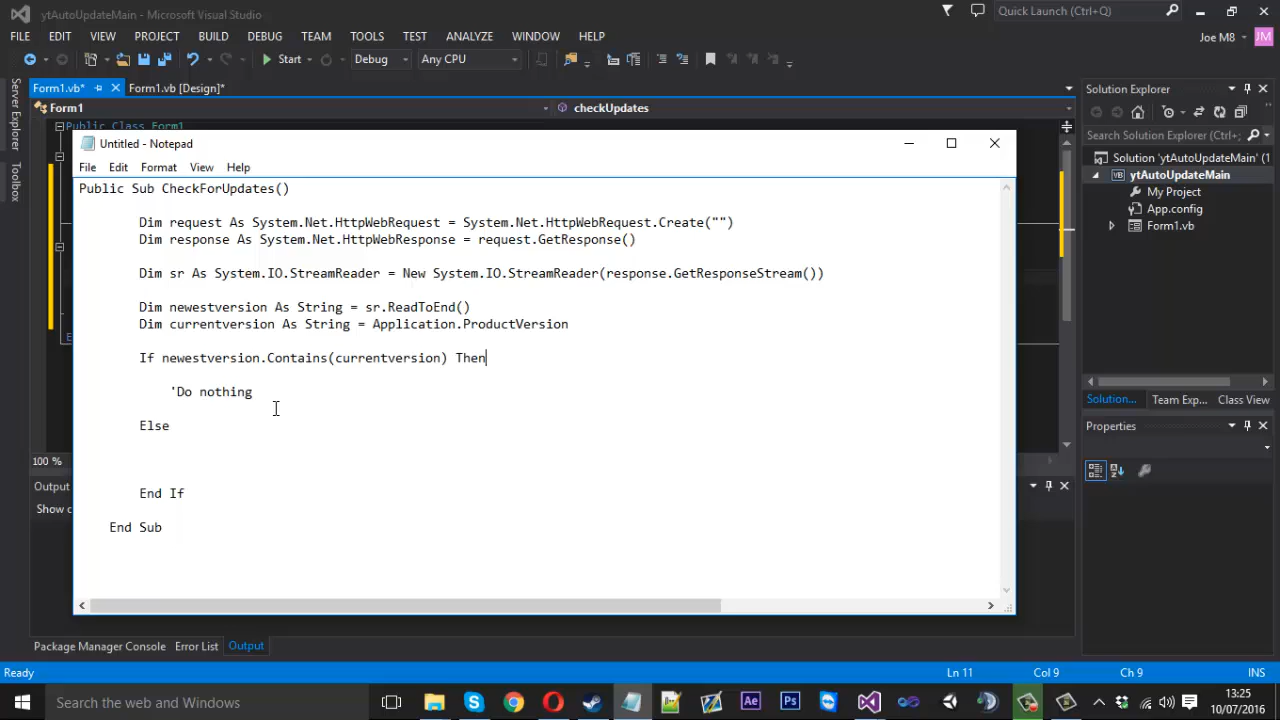 ytAutoUpdateMain - Microsoft Visual Studio
Quick Launch (Ctrl+Q)
FILE EDIT VIEW PROJECT BUILD DEBUG TEAM TOOLS TEST ANALYZE WINDOW HELP
Joe M8 JM
Start Debug Any CPU
Form1.vb* Form1.vb [Design]*
Form1 checkUpdates
Public Class Form1
Server Explorer
Toolbox
Untitled - Notepad
File Edit Format View Help
Public Sub CheckForUpdates()
Dim request As System.Net.HttpWebRequest = System.Net.HttpWebRequest.Create("")
Dim response As System.Net.HttpWebResponse = request.GetResponse()
Dim sr As System.IO.StreamReader = New System.IO.StreamReader(response.GetResponseStream())
Dim newestversion As String = sr.ReadToEnd()
Dim currentversion As String = Application.ProductVersion
If newestversion.Contains(currentversion) Then
'Do nothing
Else
End If
End Sub
Solution Explorer
Search Solution Explorer (Ctrl+;)
Solution 'ytAutoUpdateMain' (1
VB ytAutoUpdateMain
My Project
App.config
Form1.vb
Solution... Team Exp... Class View
Properties
100 %
Output
Show
Package Manager Console Error List Output
Ready Ln 11 Col 9 Ch 9 INS
Search the web and Windows
Ae Ps
13:25
10/07/2016